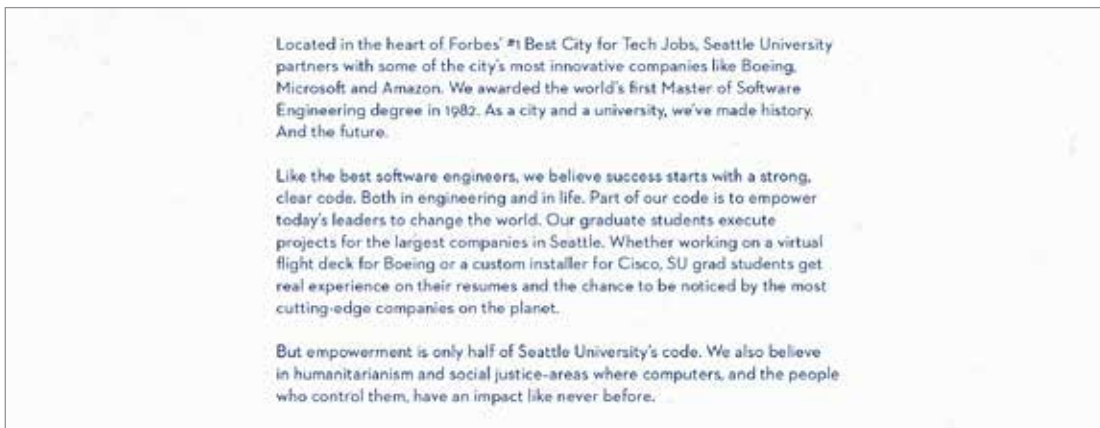 Located in the heart of Forbes' #1 Best City for Tech Jobs, Seattle University
partners with some of the city's most innovative companies like Boeing,
Microsoft and Amazon. We awarded the world's first Master of Software
Engineering degree in 1982. As a city and a university, we've made history.
And the future.
Like the best software engineers, we believe success starts with a strong,
clear code. Both in engineering and in life. Part of our code is to empower
today's leaders to change the world. Our graduate students execute
projects for the largest companies in Seattle. Whether working on a virtual
flight deck for Boeing or a custom installer for Cisco, SU grad students get
real experience on their resumes and the chance to be noticed by the most
cutting-edge companies on the planet.
But empowerment is only half of Seattle University's code. We also believe
in humanitarianism and social justice-areas where computers, and the people
who control them, have an impact like never before.